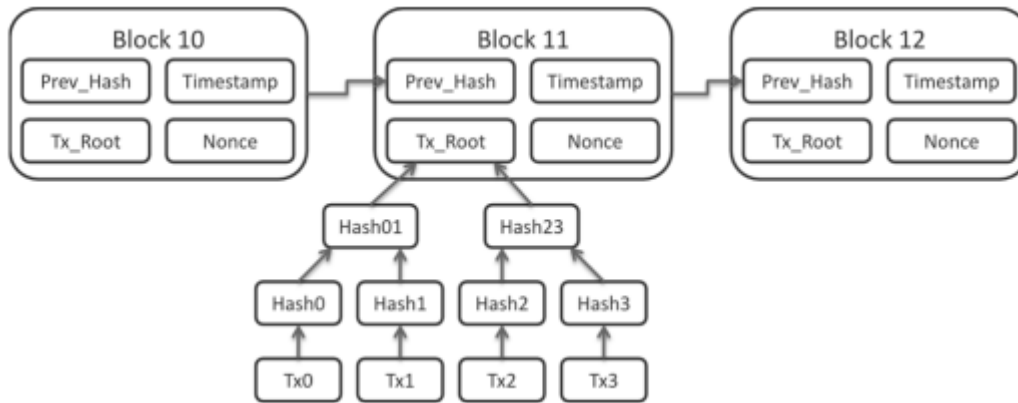 Block 10
Block 11
Block 12
Prev_Hash Timestamp
Prev_Hash Timestamp
Prev_Hash Timestamp
Tx_Root Nonce
Tx_Root Nonce
Tx_Root Nonce
Hash01 Hash23
Hash0 Hash1 Hash2 Hash3
Tx0 Tx1 Tx2 Tx3